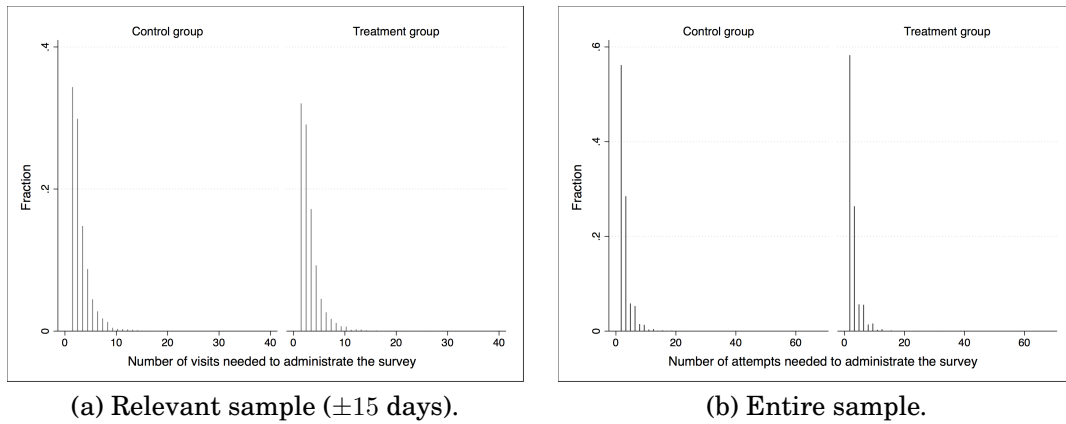 Control group
Treatment group
Fraction
0
.2
.4
0 10 20 30 40
0 10 20 30 40
Number of visits needed to administrate the survey
(a) Relevant sample (±15 days).
Control group
Treatment group
Fraction
0
.2
.4
.6
0 20 40 60
0 20 40 60
Number of attempts needed to administrate the survey
(b) Entire sample.